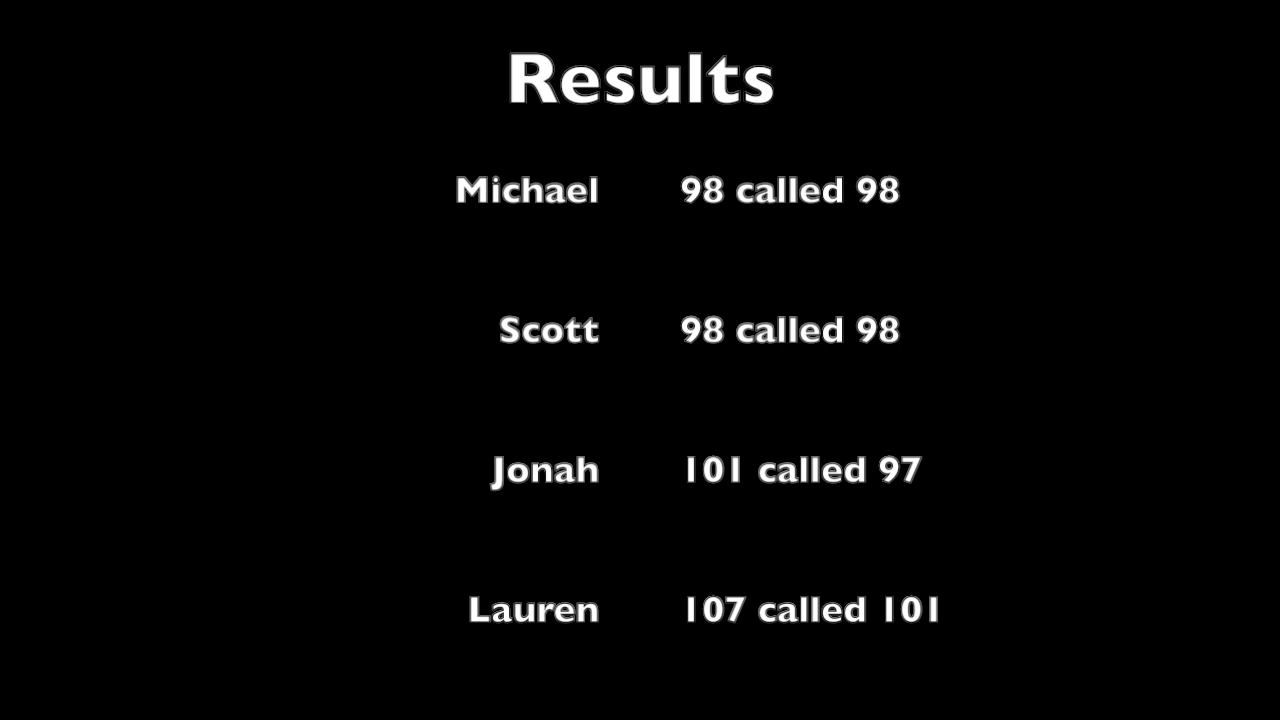 Results
Michael 98 called 98
Scott 98 called 98
Jonah 101 called 97
Lauren 107 called 101